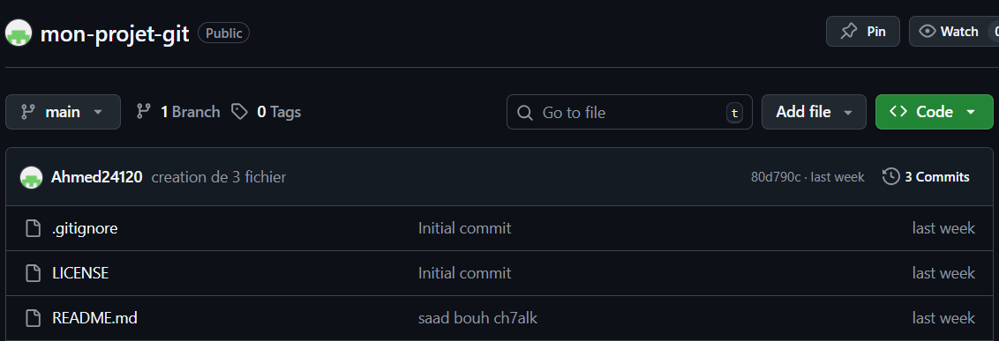 mon-projet-git Public Pin Watch
main 1 Branch 0 Tags Go to file t Add file Code
Ahmed24120 creation de 3 fichier 80d790c · last week 3 Commits
.gitignore Initial commit last week
LICENSE Initial commit last week
README.md saad bouh ch7alk last week